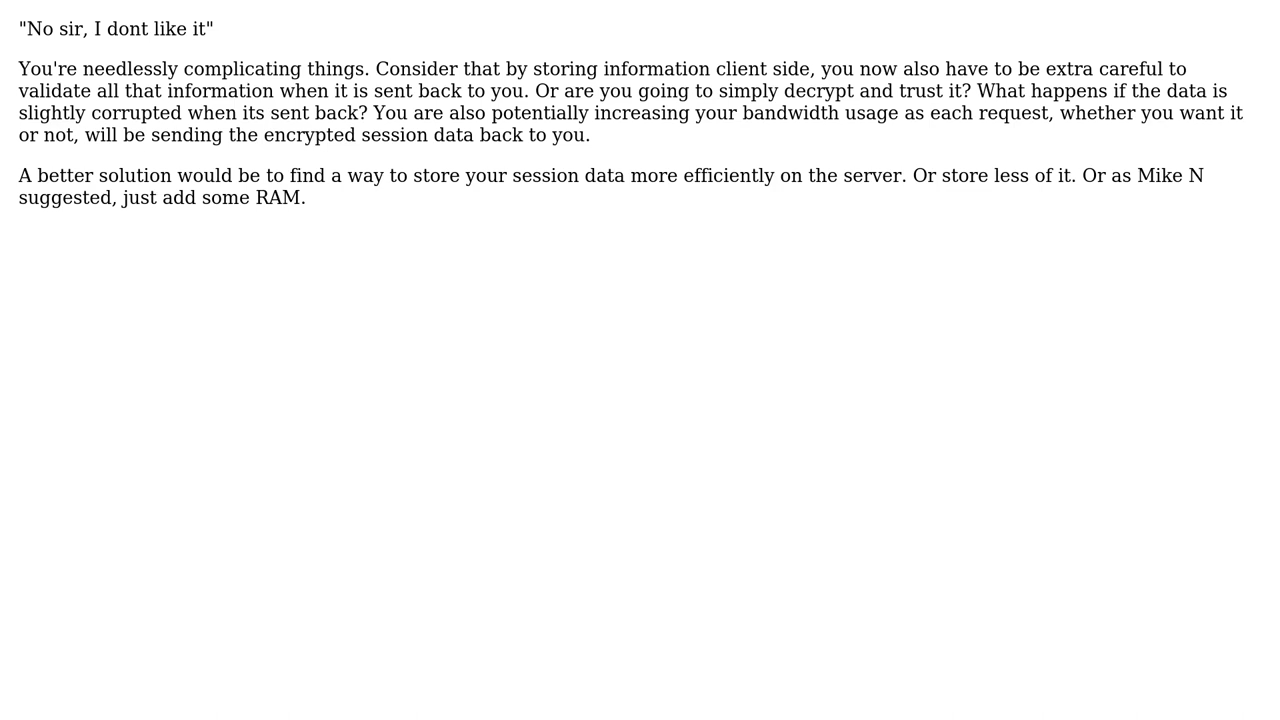 "No sir, I dont like it"
You're needlessly complicating things. Consider that by storing information client side, you now also have to be extra careful to
validate all that information when it is sent back to you. Or are you going to simply decrypt and trust it? What happens if the data is
slightly corrupted when its sent back? You are also potentially increasing your bandwidth usage as each request, whether you want it
or not, will be sending the encrypted session data back to you.
A better solution would be to find a way to store your session data more efficiently on the server. Or store less of it. Or as Mike N
suggested, just add some RAM.